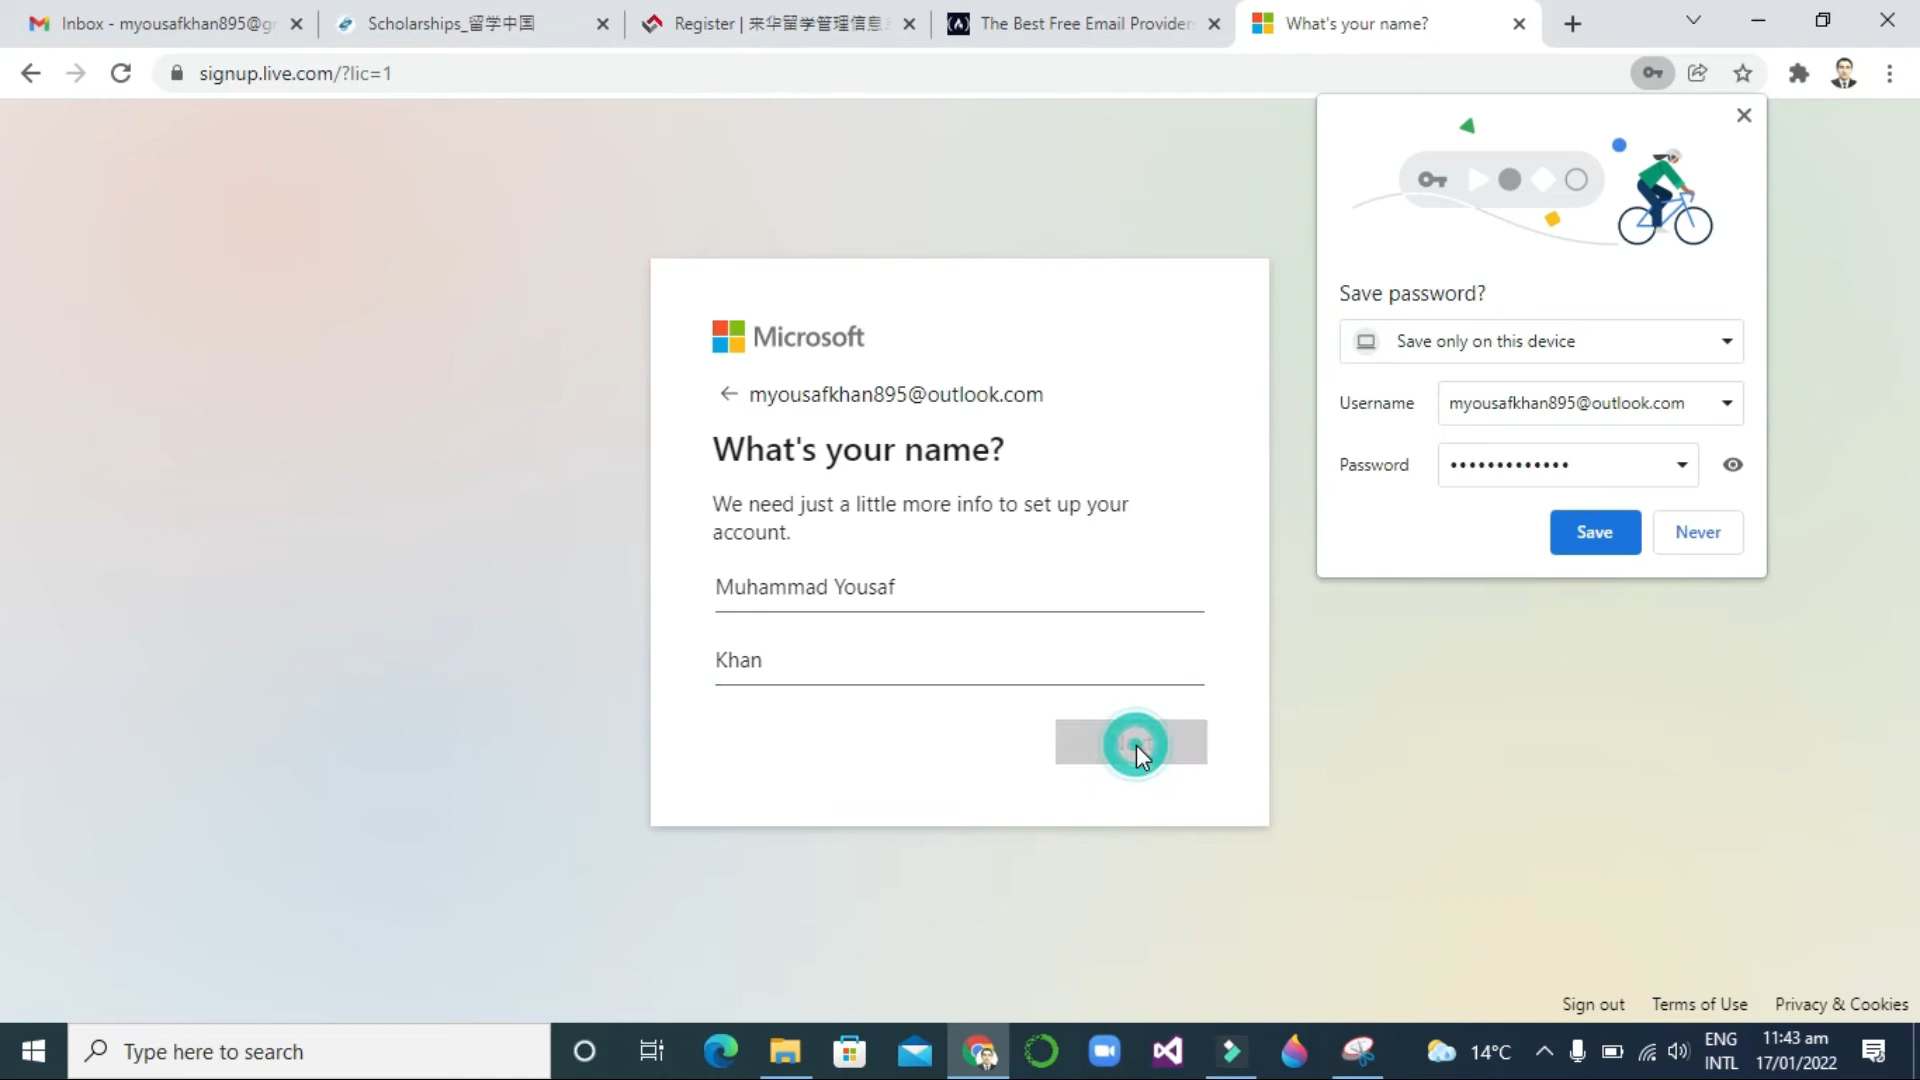 Inbox - myousafkhan895@gr
Scholarships_留学中国
Register | 来华留学管理信息
The Best Free Email Provider
What's your name?
signup.live.com/?lic=1
Save password?
Save only on this device
Username
myousafkhan895@outlook.com
Password
Save
Never
Microsoft
myousafkhan895@outlook.com
What's your name?
We need just a little more info to set up your
account.
Muhammad Yousaf
Khan
Sign out
Terms of Use
Privacy & Cookies
Type here to search
14°C
ENG
INTL
11:43 am
17/01/2022